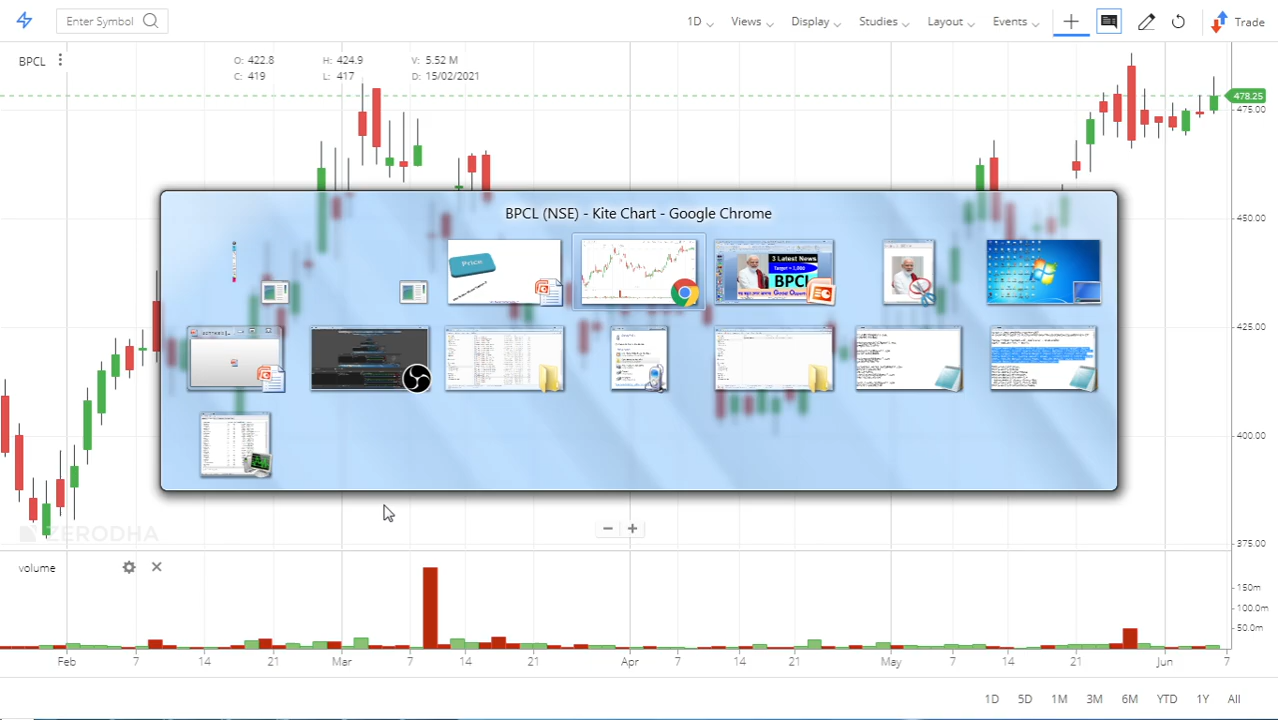 Enter Symbol
1D Views Display Studies Layout Events Trade
BPCL
O: 422.8 H: 424.9 V: 5.52 M
C: 419 L: 417 D: 15/02/2021
478.25
475.00
BPCL (NSE) - Kite Chart - Google Chrome
450.00
Price
3 Latest News
Target = 1,000
BPCL
425.00
400.00
ZERODHA
375.00
volume
150m
100.0m
50.0m
Feb 7 14 21 Mar 7 14 21 Apr 7 14 21 May 7 14 21 Jun 7
1D 5D 1M 3M 6M YTD 1Y All